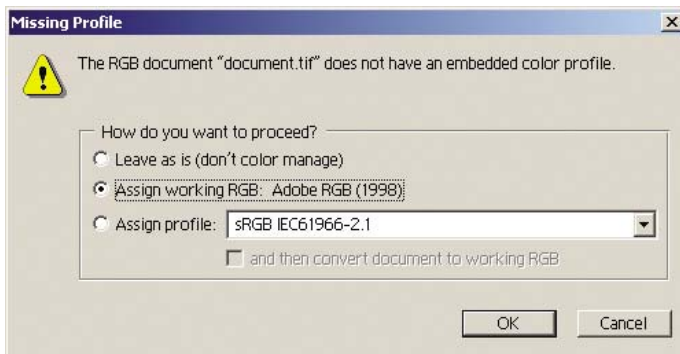 Missing Profile
The RGB document “document.tif” does not have an embedded color profile.
How do you want to proceed?
Leave as is (don't color manage)
Assign working RGB: Adobe RGB (1998)
Assign profile: sRGB IEC61966-2.1
and then convert document to working RGB
OK Cancel